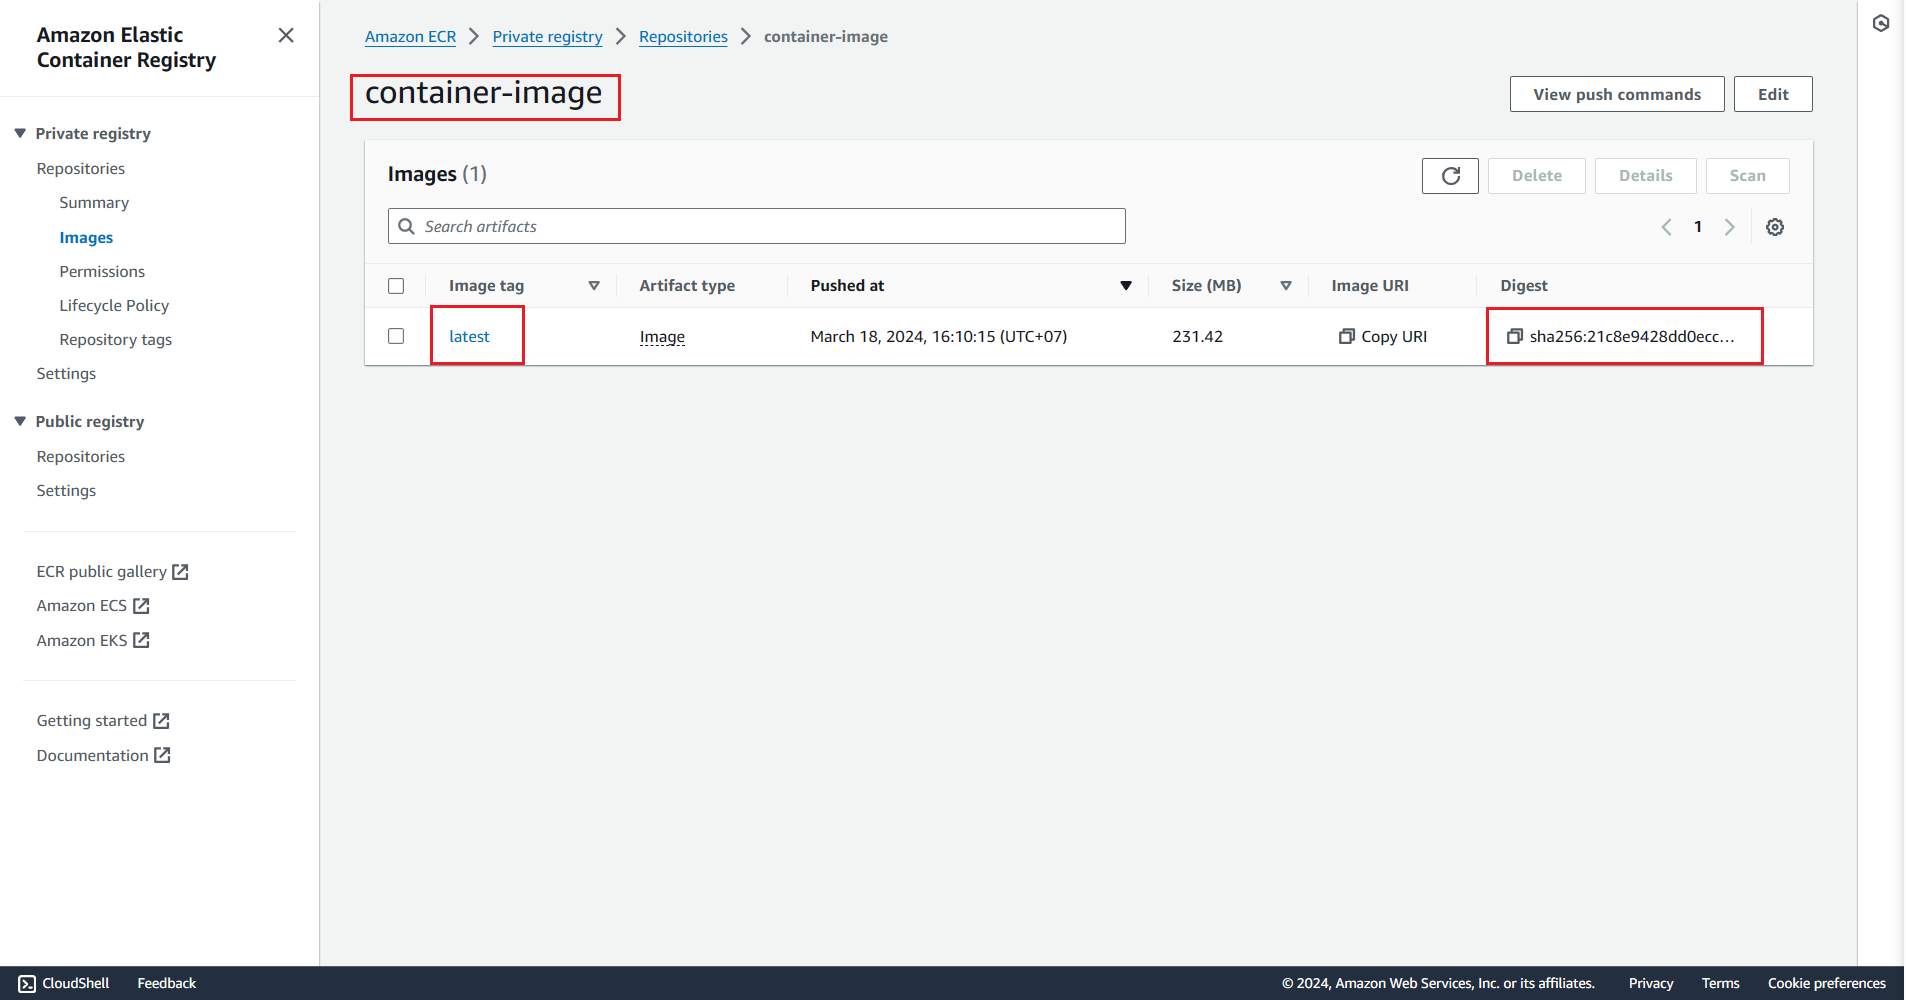 Amazon Elastic
Container Registry
Private registry
Repositories
Summary
Images
Permissions
Lifecycle Policy
Repository tags
Settings
Public registry
Repositories
Settings
ECR public gallery
Amazon ECS
Amazon EKS
Getting started
Documentation
Amazon ECR Private registry Repositories container-image
container-image
View push commands Edit
Images (1)
Delete Details Scan
Search artifacts
1
Image tag Artifact type Pushed at Size (MB) Image URI Digest
latest Image March 18, 2024, 16:10:15 (UTC+07) 231.42 Copy URI sha256:21c8e9428dd0ecc...
CloudShell Feedback © 2024, Amazon Web Services, Inc. or its affiliates. Privacy Terms Cookie preferences